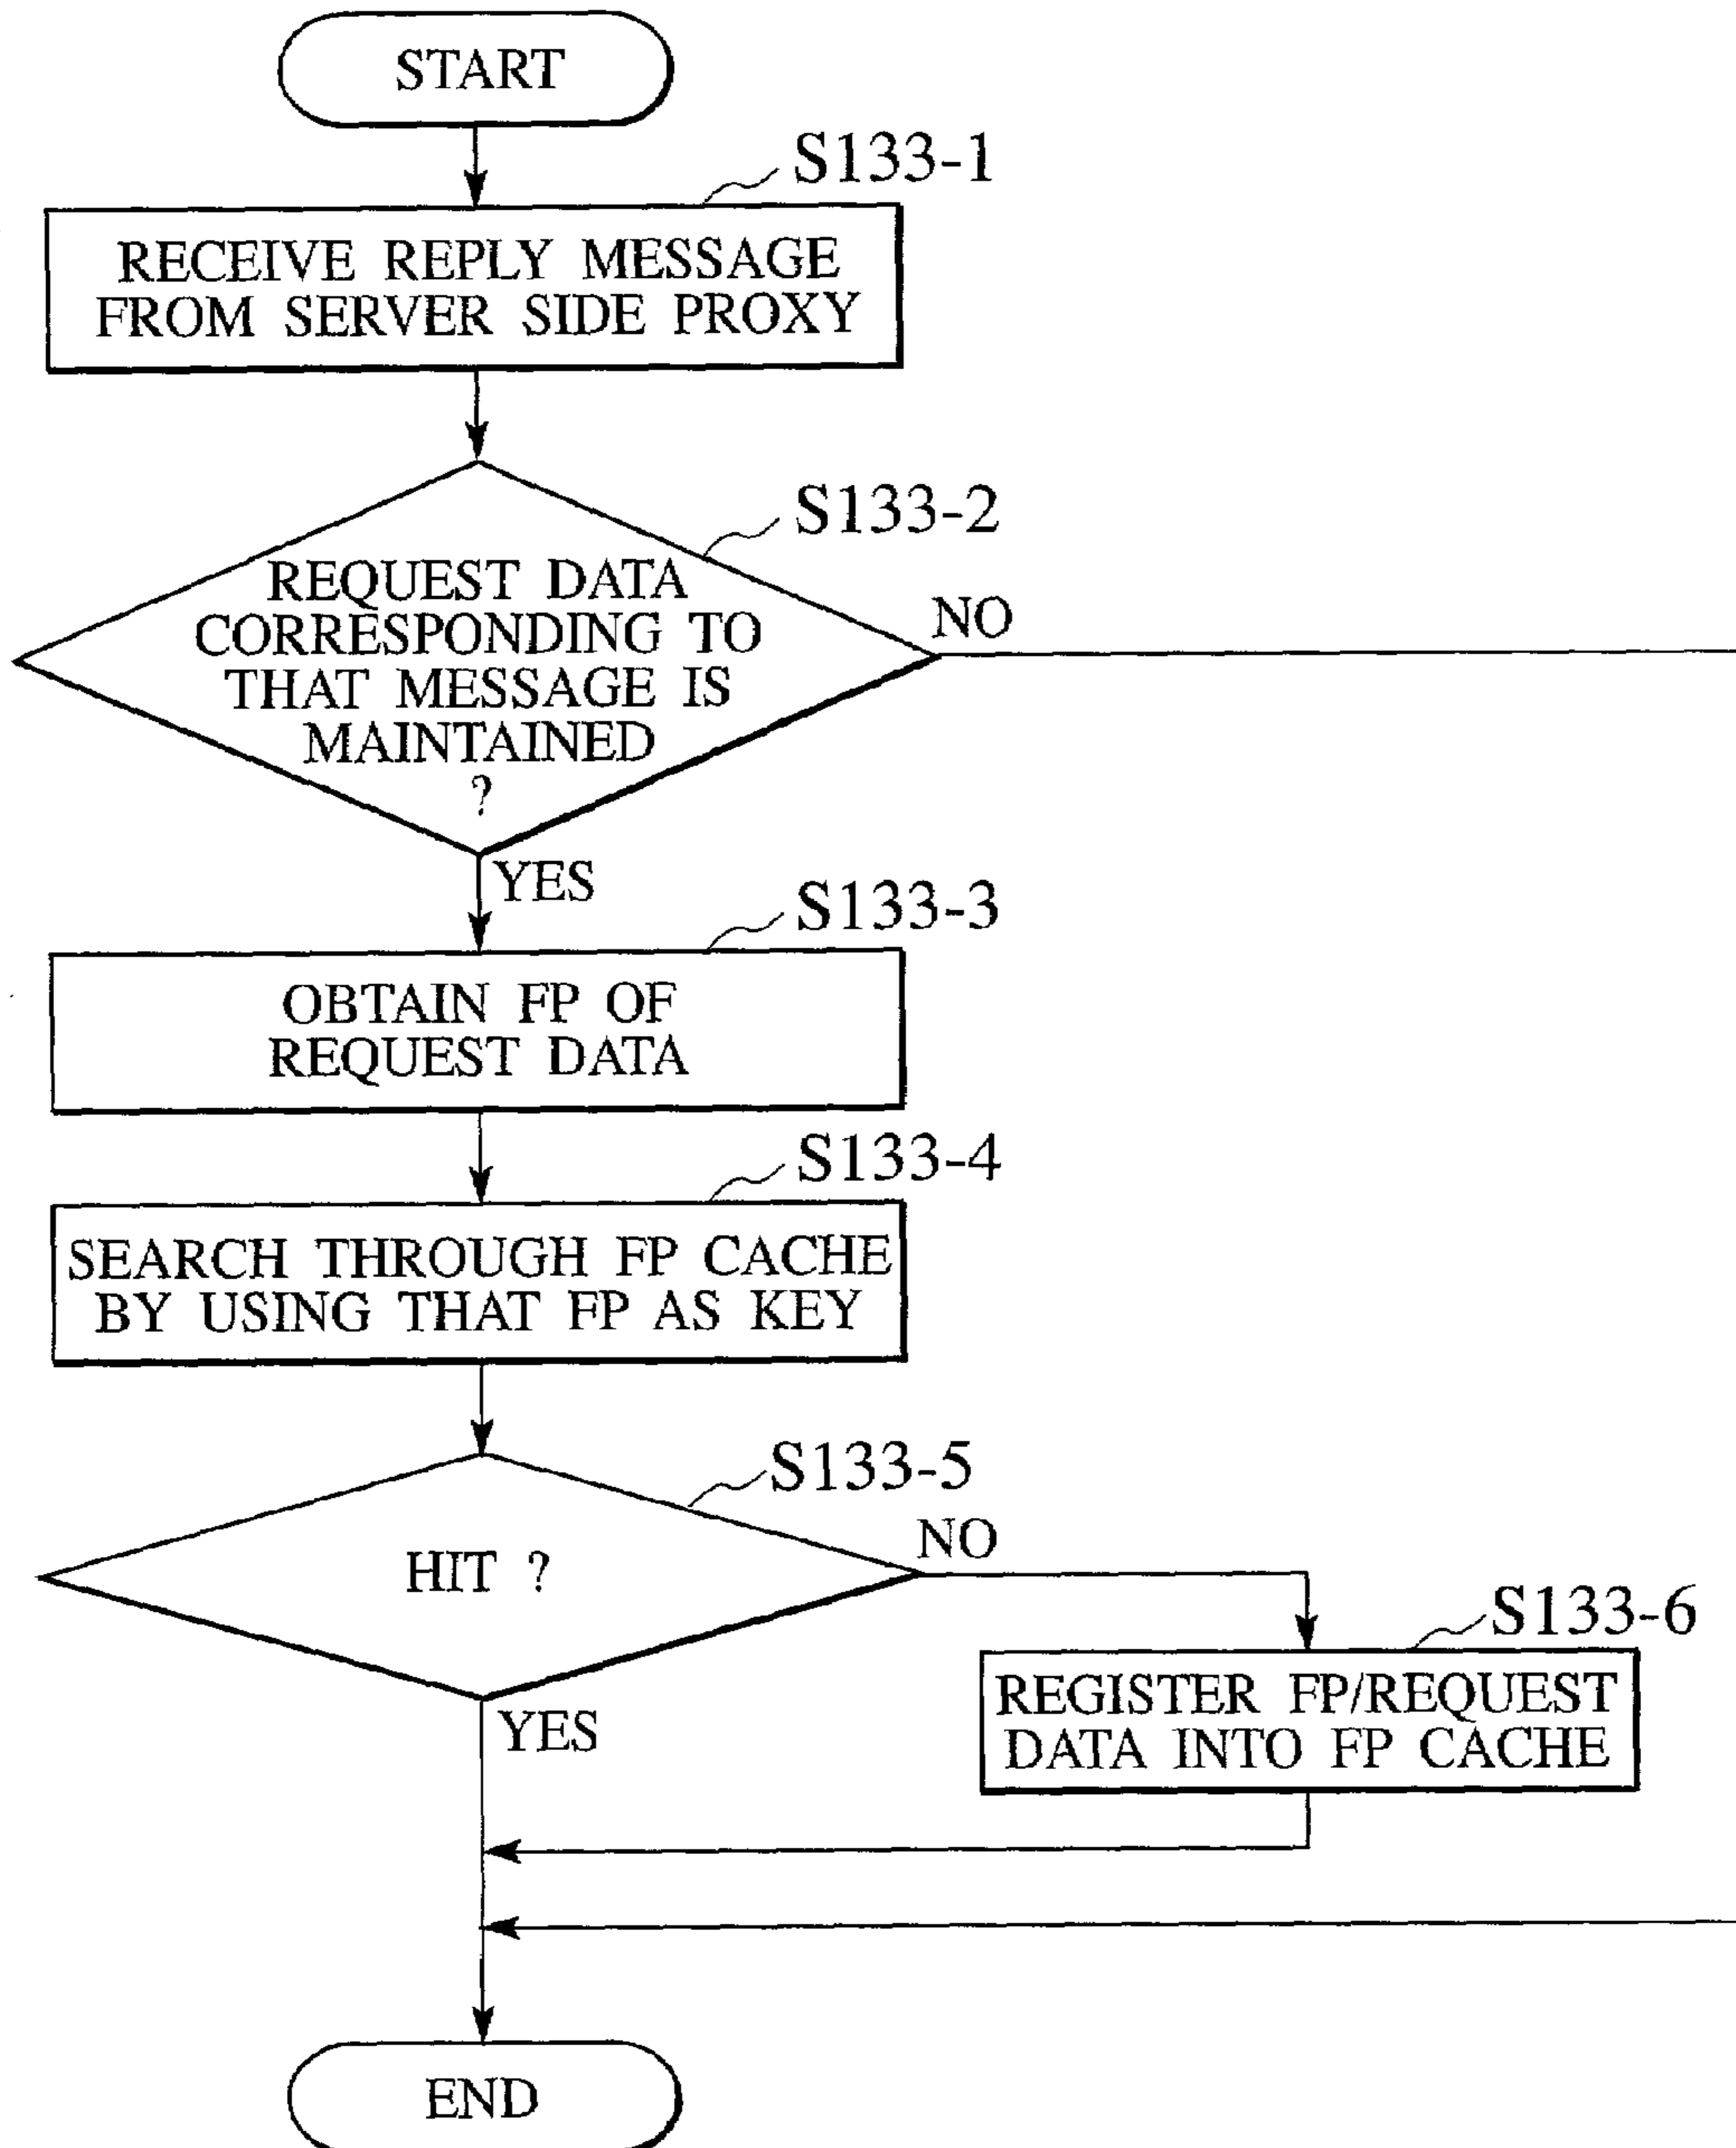 START
S133-1
RECEIVE REPLY MESSAGE
FROM SERVER SIDE PROXY
S133-2
REQUEST DATA
CORRESPONDING TO
THAT MESSAGE IS
MAINTAINED
?
NO
YES
S133-3
OBTAIN FP OF
REQUEST DATA
S133-4
SEARCH THROUGH FP CACHE
BY USING THAT FP AS KEY
S133-5
HIT ?
NO
YES
S133-6
REGISTER FP/REQUEST
DATA INTO FP CACHE
END